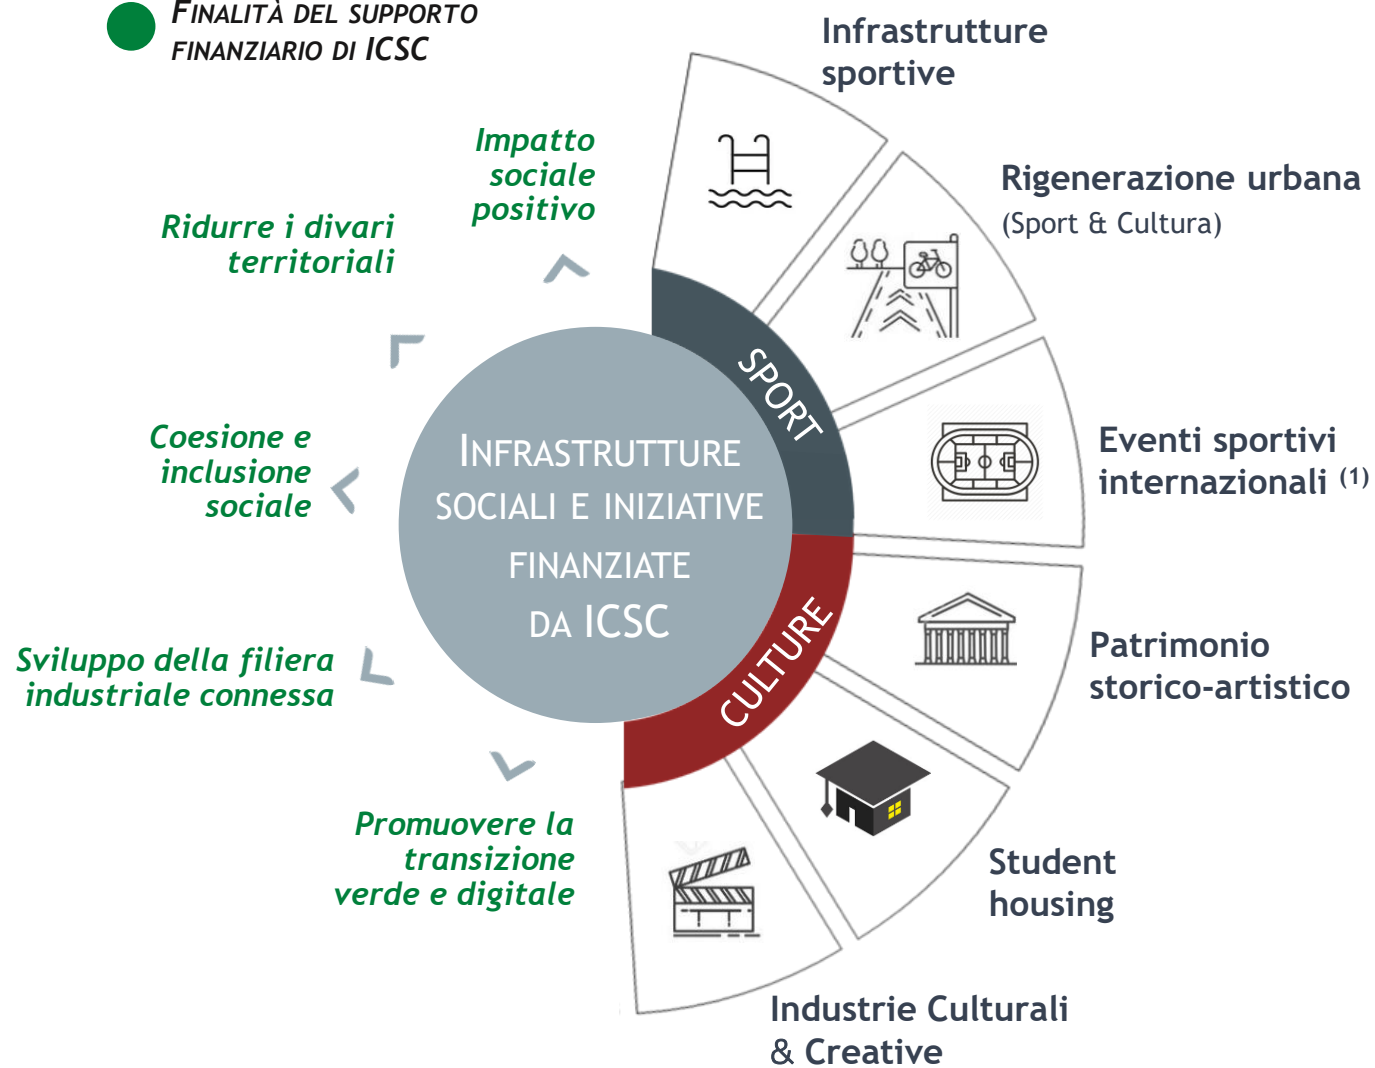 FINALITÀ DEL SUPPORTO
FINANZIARIO DI ICSC
Impatto
sociale
positivo
Ridurre i divari
territoriali
Coesione e
inclusione
sociale
Sviluppo della filiera
industriale connessa
Promuovere la
transizione
verde e digitale
INFRASTRUTTURE
SOCIALI E INIZIATIVE
FINANZIATE
DA ICSC
SPORT
CULTURE
Infrastrutture
sportive
Rigenerazione urbana
(Sport & Cultura)
Eventi sportivi
internazionali (1)
Patrimonio
storico-artistico
Student
housing
Industrie Culturali
& Creative